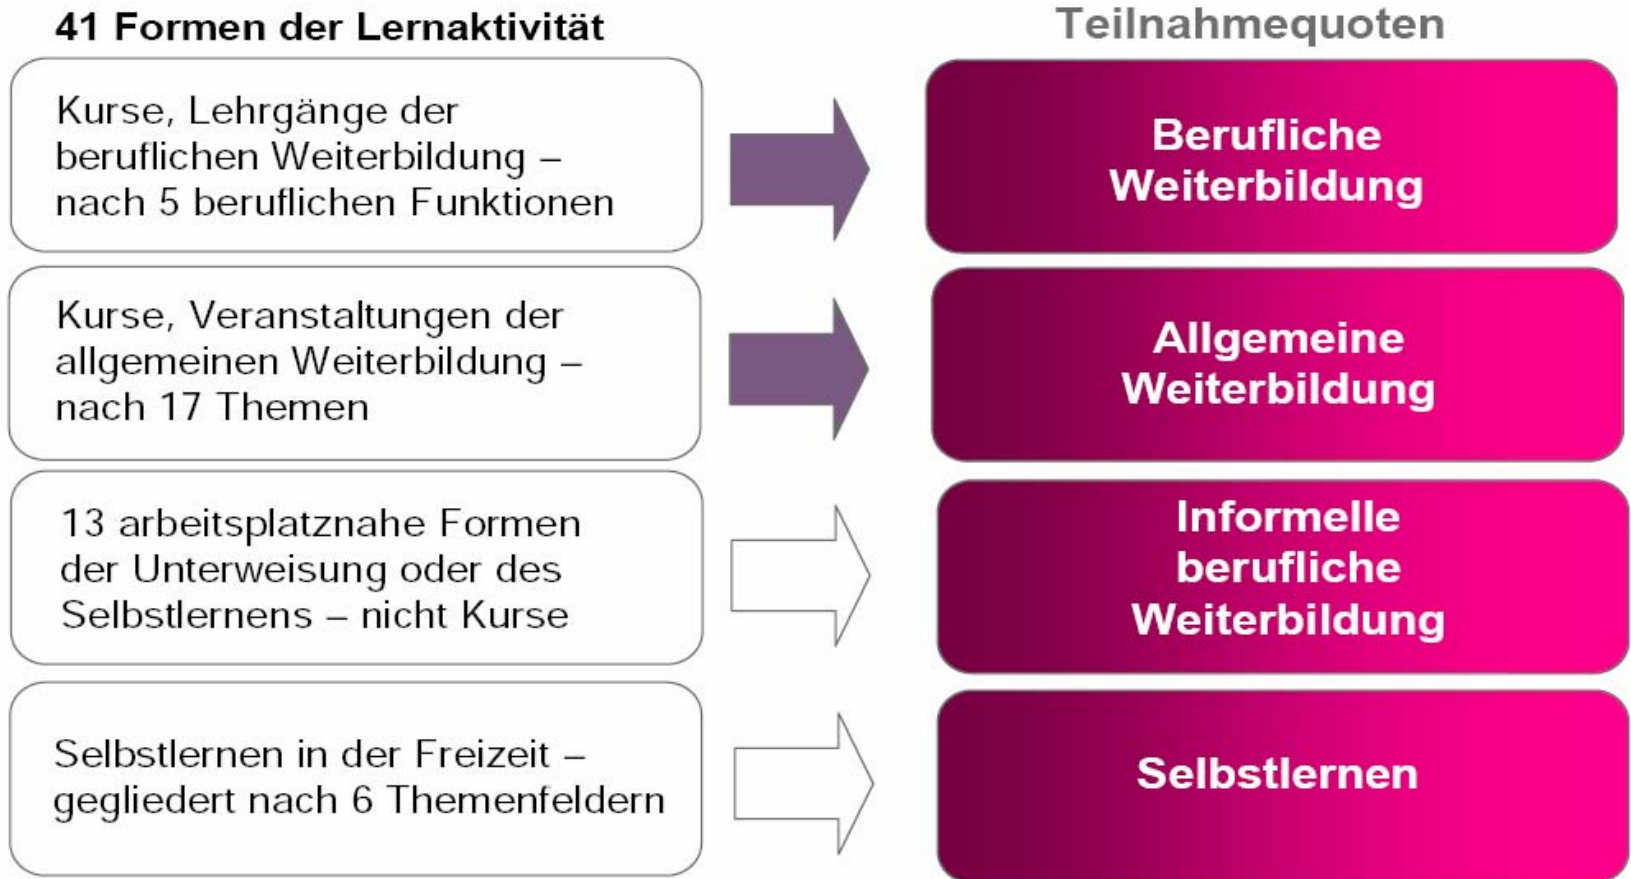 41 Formen der Lernaktivität
Teilnahmequoten
Kurse, Lehrgänge der
beruflichen Weiterbildung –
nach 5 beruflichen Funktionen
Berufliche
Weiterbildung
Kurse, Veranstaltungen der
allgemeinen Weiterbildung –
nach 17 Themen
Allgemeine
Weiterbildung
13 arbeitsplatznahe Formen
der Unterweisung oder des
Selbstlernens – nicht Kurse
Informelle
berufliche
Weiterbildung
Selbstlernen in der Freizeit –
gegliedert nach 6 Themenfeldern
Selbstlernen